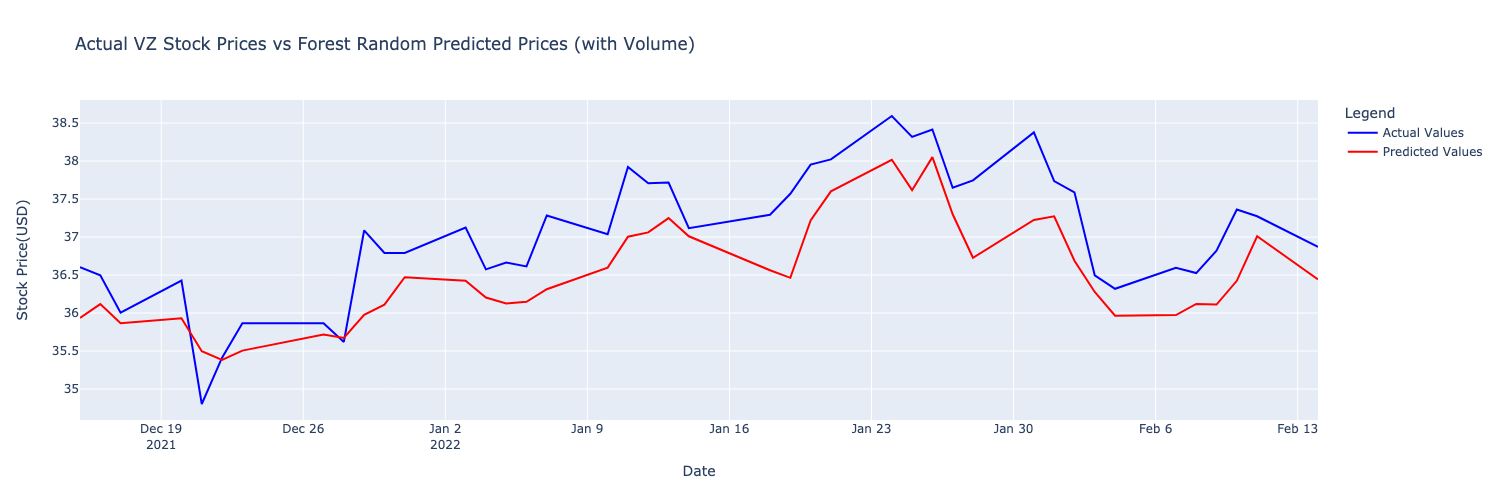 Actual VZ Stock Prices vs Forest Random Predicted Prices (with Volume)
Legend
Actual Values
Predicted Values
Stock Price(USD)
38.5
38
37.5
37
36.5
36
35.5
35
Dec 19 Dec 26 Jan 2 Jan 9 Jan 16 Jan 23 Jan 30 Feb 6 Feb 13
2021 2022
Date